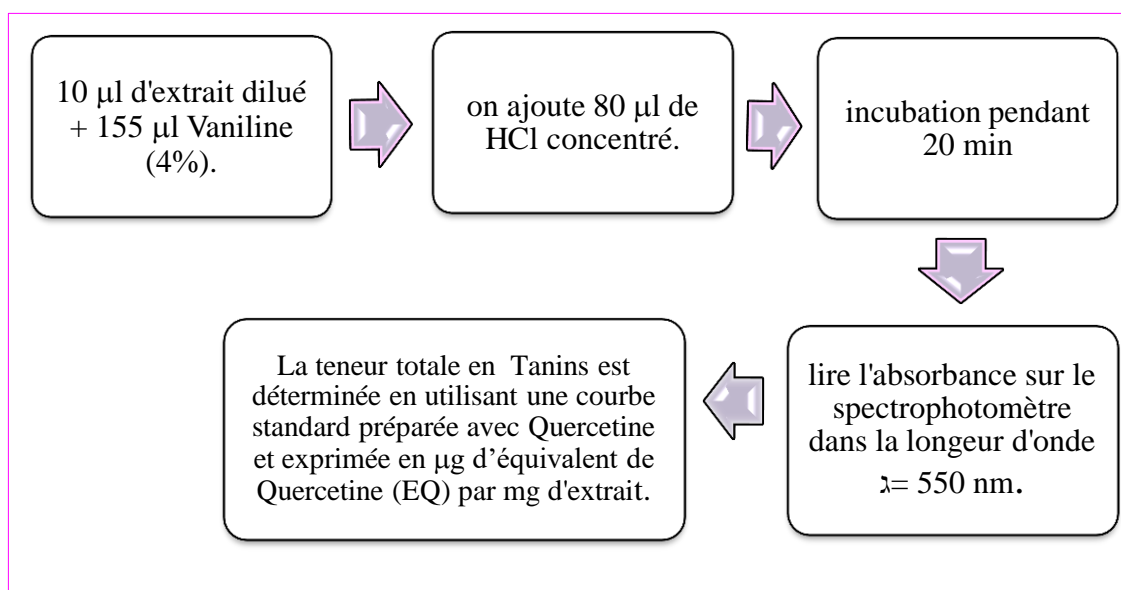 10 µl d'extrait dilué
+ 155 µl Vaniline
(4%).
on ajoute 80 µl de
HCl concentré.
incubation pendant
20 min
lire l'absorbance sur le
spectrophotomètre
dans la longeur d'onde
ג= 550 nm.
La teneur totale en Tanins est
déterminée en utilisant une courbe
standard préparée avec Quercetine
et exprimée en µg d’équivalent de
Quercetine (EQ) par mg d'extrait.